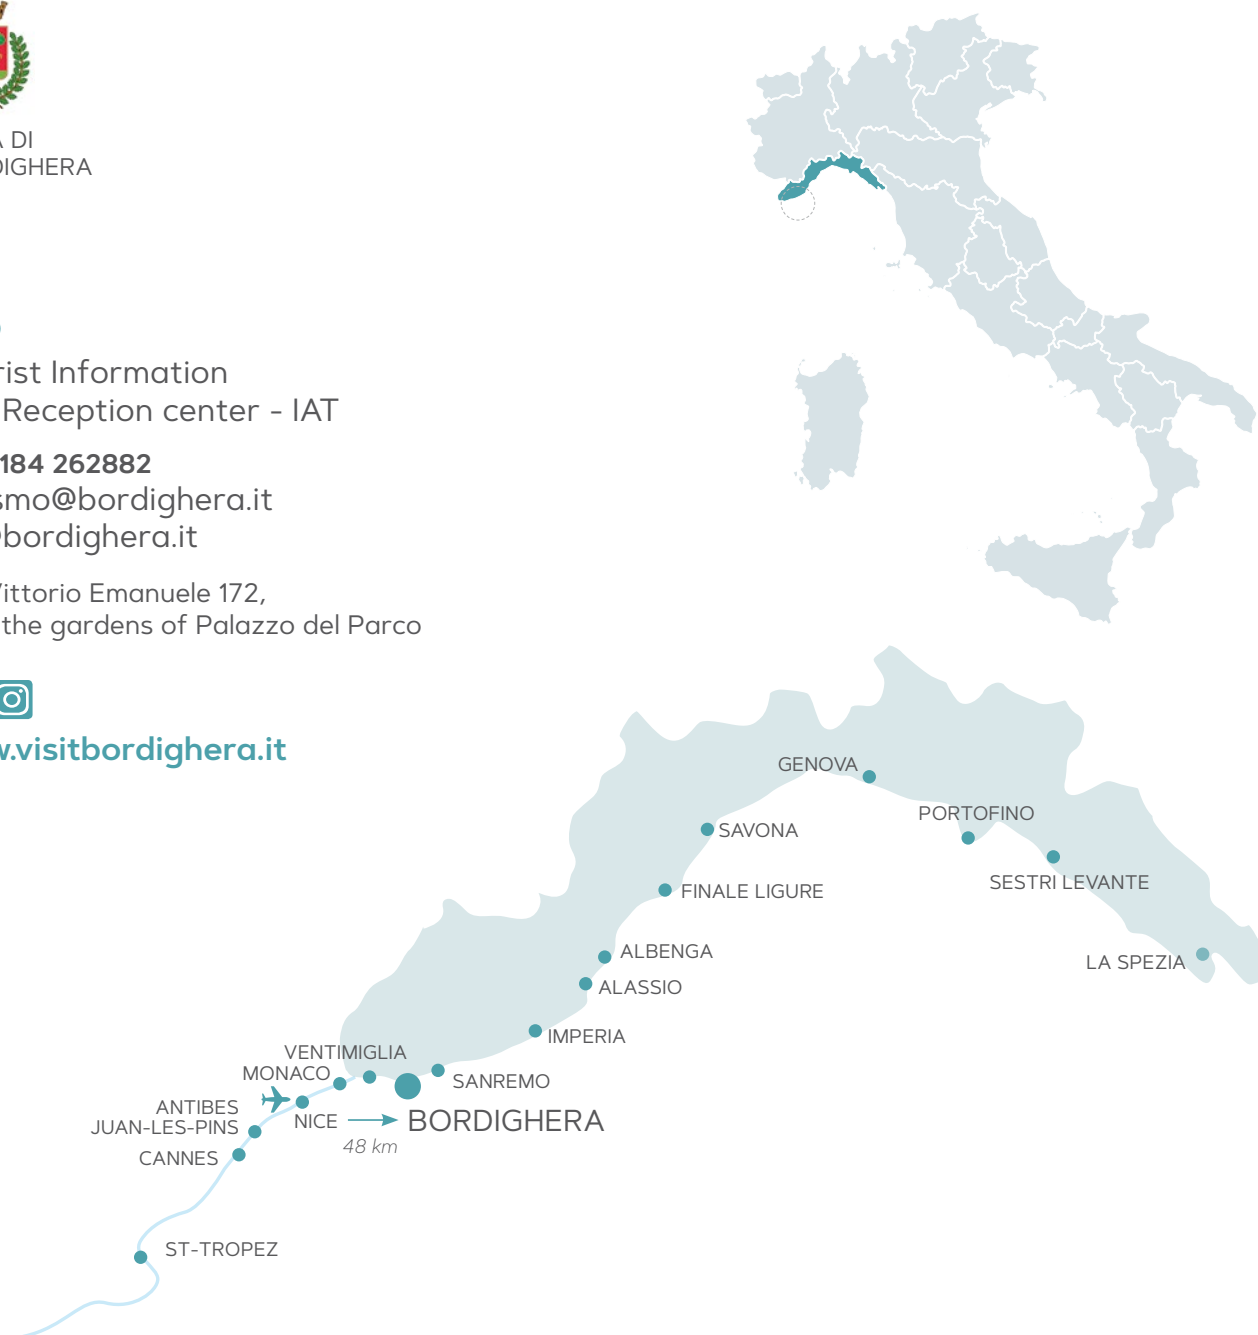 A DI
DIGHERA
rist Information
Reception center - IAT
184 262882
smo@bordighera.it
bordighera.it
Vittorio Emanuele 172,
the gardens of Palazzo del Parco
w.visitbordighera.it
GENOVA
PORTOFINO
SAVONA
SESTRI LEVANTE
FINALE LIGURE
ALBENGA
LA SPEZIA
ALASSIO
IMPERIA
VENTIMIGLIA
MONACO
SANREMO
ANTIBES
JUAN-LES-PINS
NICE
BORDIGHERA
48 km
CANNES
ST-TROPEZ